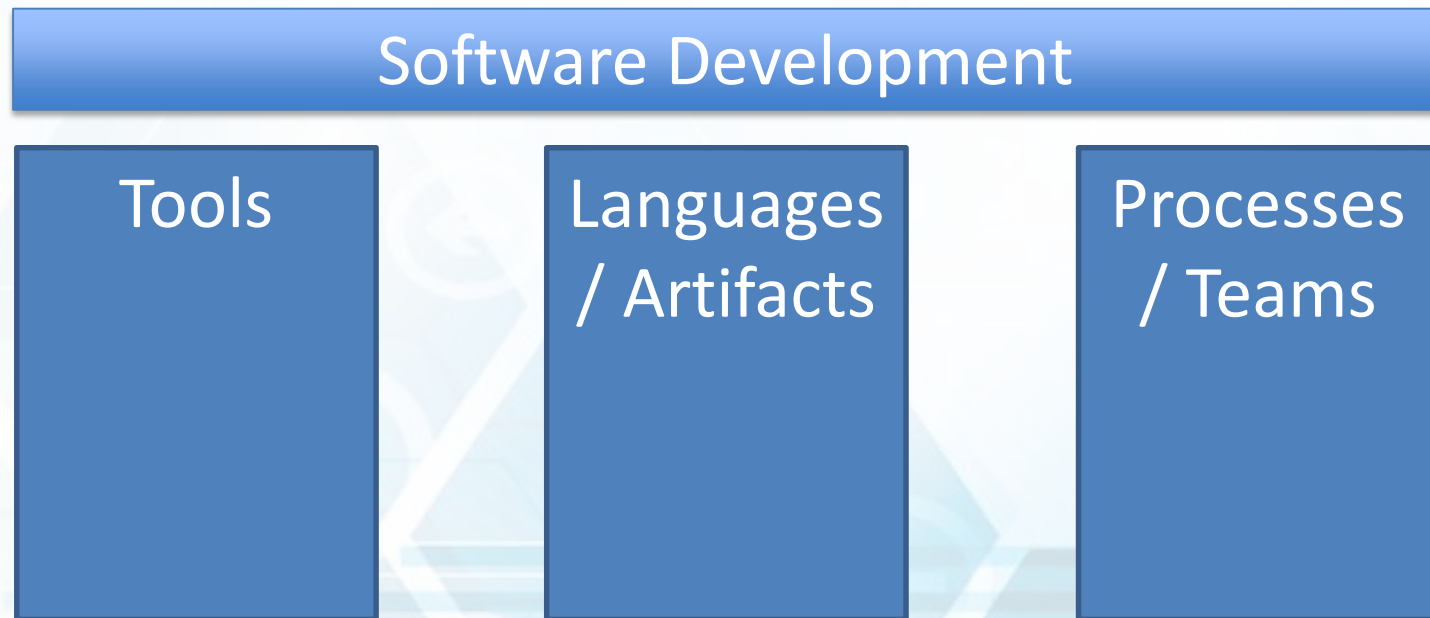 Software Development
Tools
Languages
/ Artifacts
Processes
/ Teams